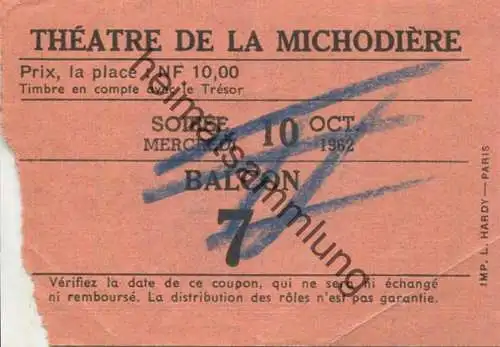 THÉATRE DE LA MICHODIÈRE
Prix, la place : NF 10,00
Timbre en compte avec le Trésor
SOIRÉE 10 OCT.
MERCREDI 1962
BALCON
7
Vérifiez la date de ce coupon, qui ne sera ni échangé
ni remboursé. La distribution des rôles n'est pas garantie.
IMP. L. HARDY — PARIS
heimatsammlung